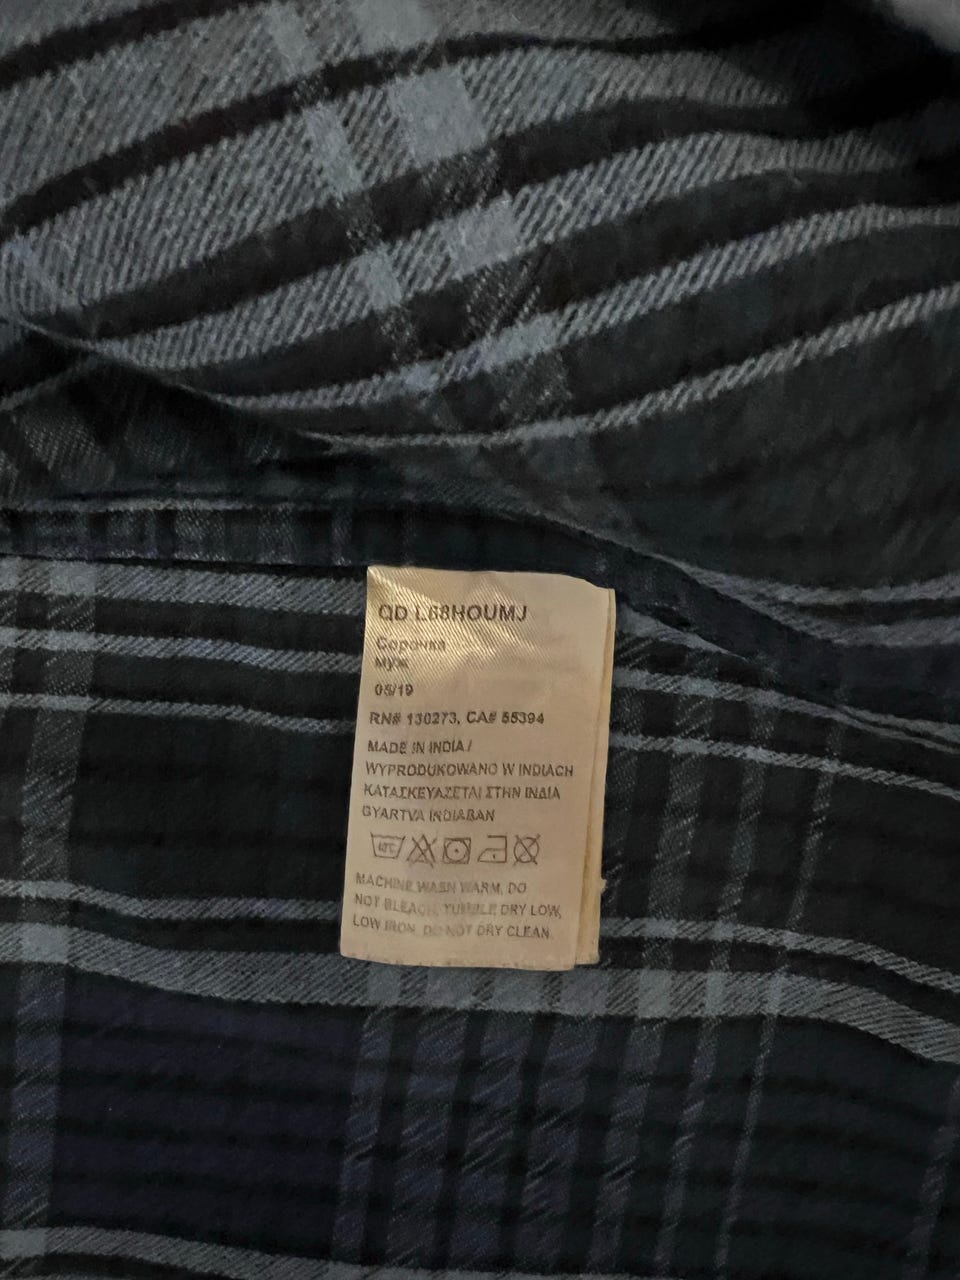 QD L68HOUMJ
Сорочка
муж
05/19
RN# 130273, CA# 55394
MADE IN INDIA /
WYPRODUKOWANO W INDIACH
ΚΑΤΑΣΚΕΥΑΖΕΤΑΙ ΣΤΗΝ ΙΝΔΙΑ
GYARTVA INDIABAN
40°C
MACHINE WASH WARM, DO
NOT BLEACH, TUMBLE DRY LOW,
LOW IRON, DO NOT DRY CLEAN